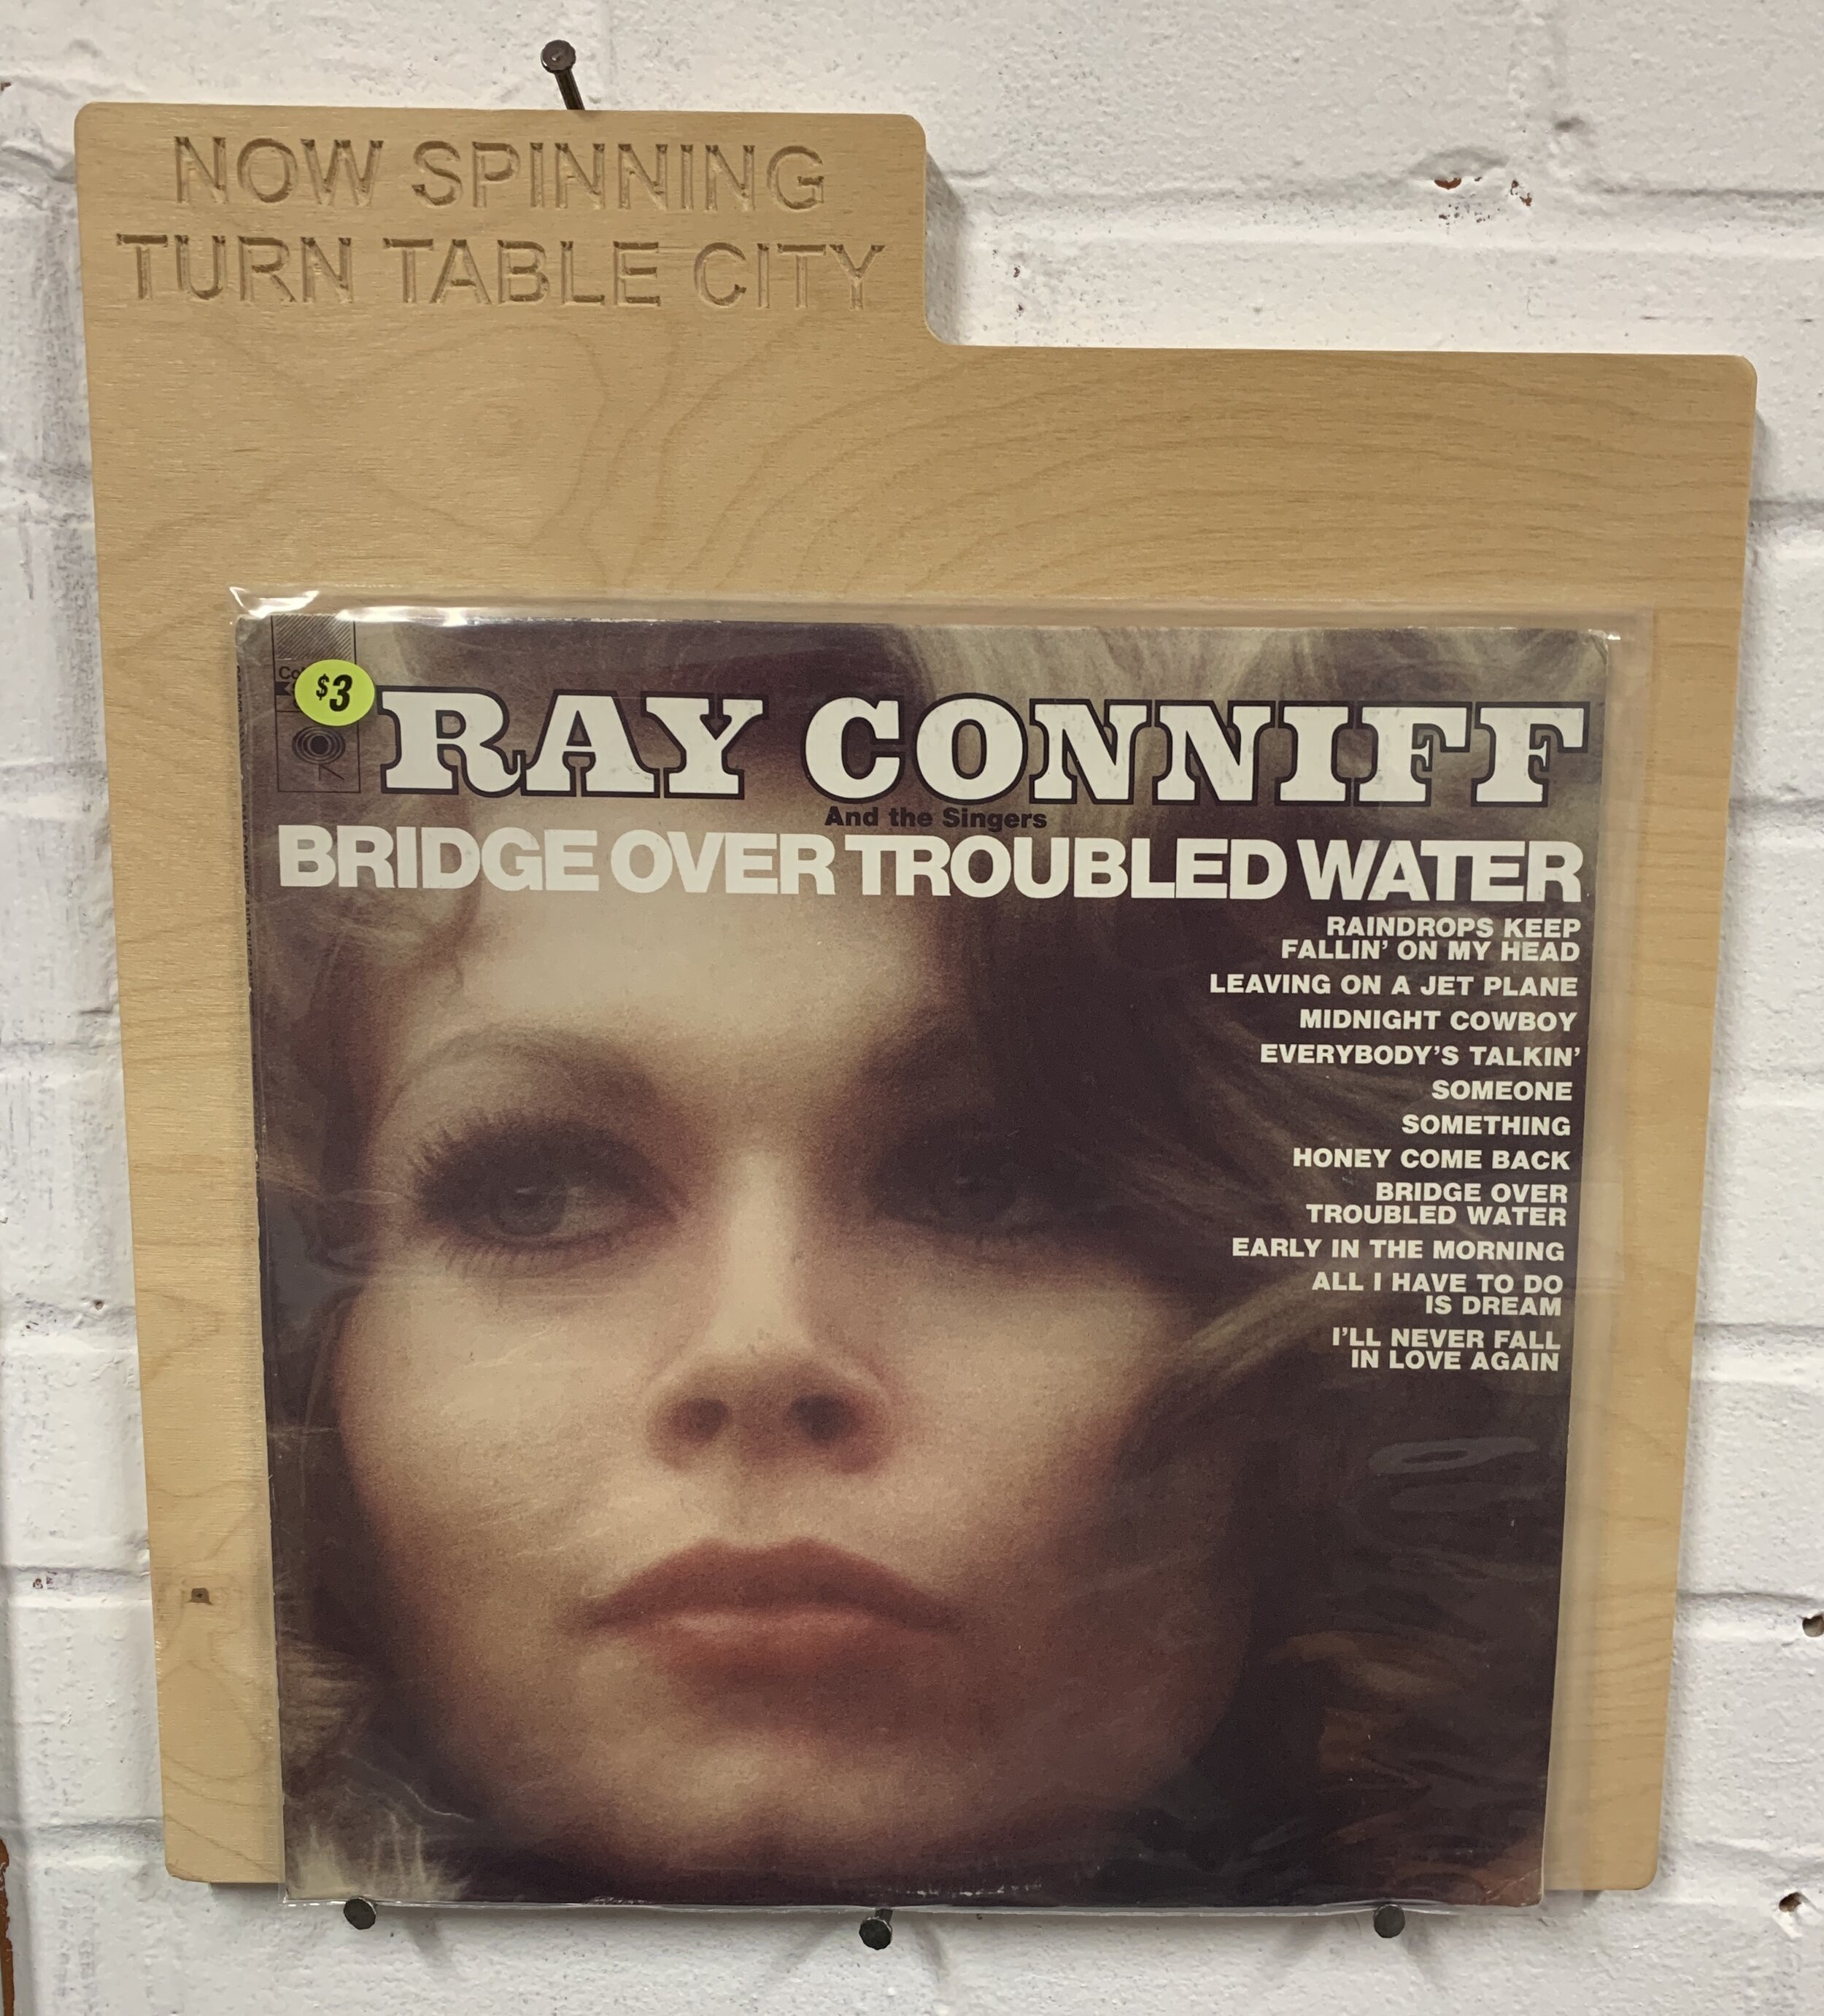 NOW SPINNING
TURN TABLE CITY
$3
RAY CONNIFF
And the Singers
BRIDGE OVER TROUBLED WATER
RAINDROPS KEEP
FALLIN' ON MY HEAD
LEAVING ON A JET PLANE
MIDNIGHT COWBOY
EVERYBODY'S TALKIN'
SOMEONE
SOMETHING
HONEY COME BACK
BRIDGE OVER
TROUBLED WATER
EARLY IN THE MORNING
ALL I HAVE TO DO
IS DREAM
I'LL NEVER FALL
IN LOVE AGAIN